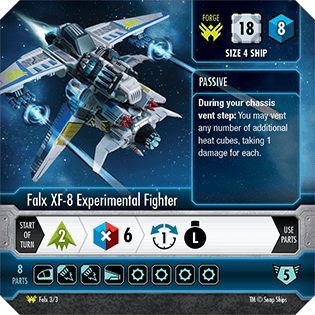 FORGE
18
8
SIZE 4 SHIP
PASSIVE
During your chassis
vent step: You may vent
any number of additional
heat cubes, taking 1
damage for each.
Falx XF-8 Experimental Fighter
START
OF
TURN
2
6
1
L
USE
PARTS
8
PARTS
5
Falx 3/3
TM © Snap Ships